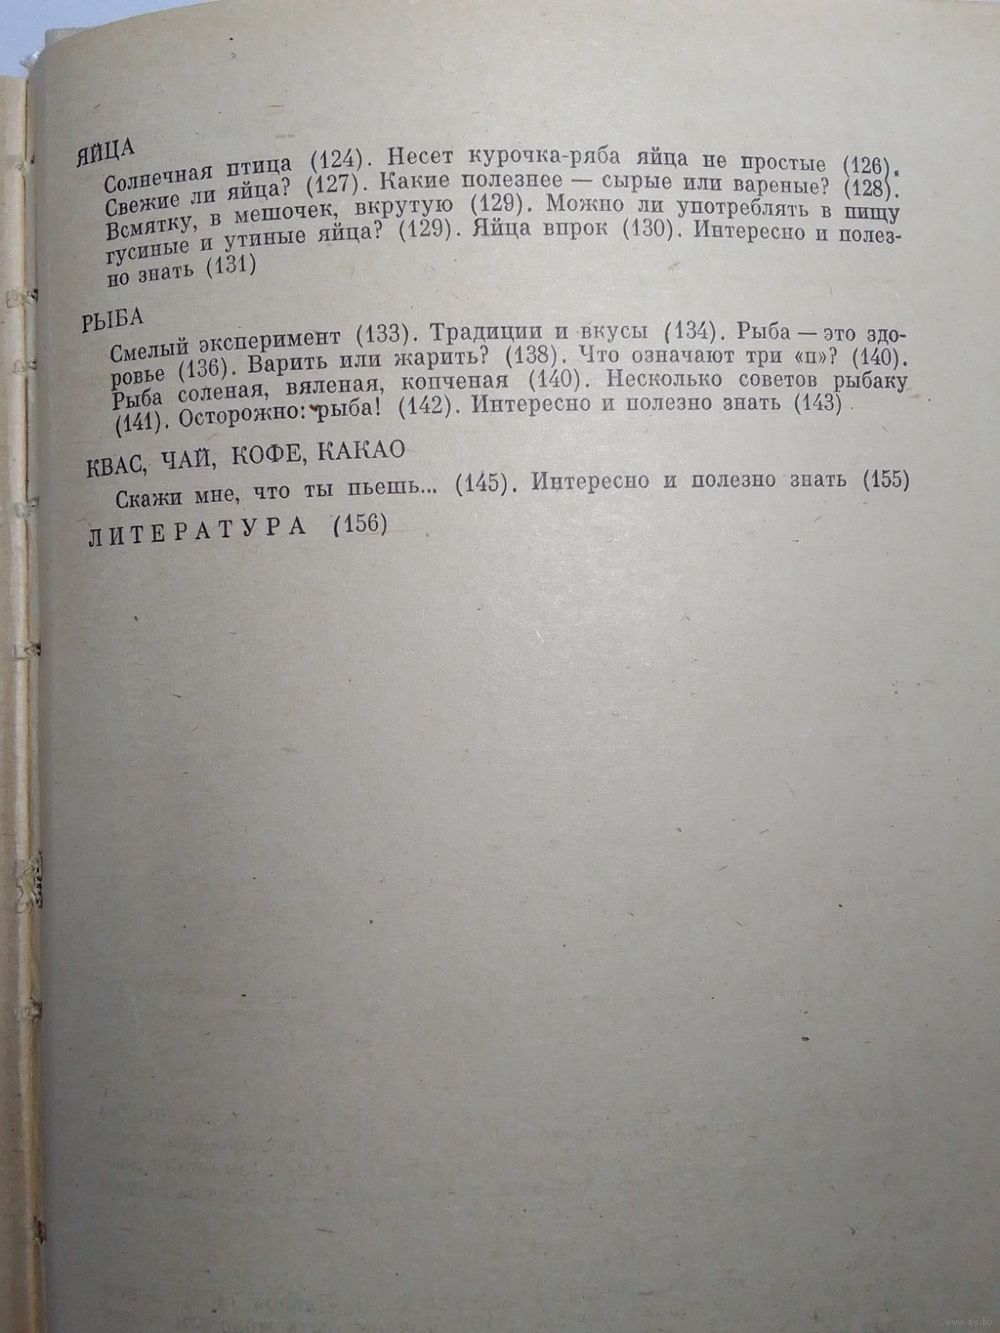 ЯЙЦА
Солнечная птица (124). Несет курочка-ряба яйца не простые (126).
Свежие ли яйца? (127). Какие полезнее — сырые или вареные? (128).
Всмятку, в мешочек, вкрутую (129). Можно ли употреблять в пищу
гусиные и утиные яйца? (129). Яйца впрок (130). Интересно и полез-
но знать (131)
РЫБА
Смелый эксперимент (133). Традиции и вкусы (134). Рыба — это здо-
ровье (136). Варить или жарить? (138). Что означают три «п»? (140).
Рыба соленая, вяленая, копченая (140). Несколько советов рыбаку
(141). Осторожно: рыба! (142). Интересно и полезно знать (143)
КВАС, ЧАЙ, КОФЕ, КАКАО
Скажи мне, что ты пьешь... (145). Интересно и полезно знать (155)
ЛИТЕРАТУРА (156)
www.ay.by